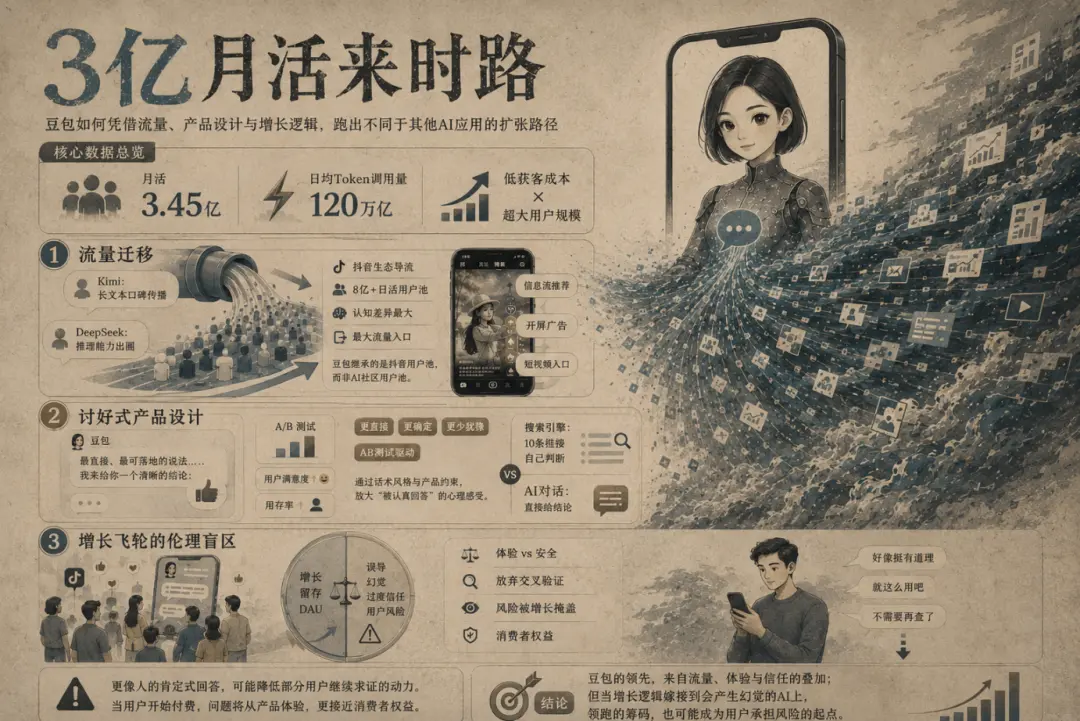 3亿月活来时路
豆包如何凭借流量、产品设计与增长逻辑，跑出不同于其他AI应用的扩张路径
核心数据总览
月活
3.45亿
日均Token调用量
120万亿
低获客成本
×
超大用户规模
1 流量迁移
Kimi:
长文本口碑传播
DeepSeek:
推理能力出圈
抖音生态导流
8亿+日活用户池
认知差异最大
最大流量入口
豆包继承的是抖音用户池，
而非AI社区用户池。
信息流推荐
开屏广告
短视频入口
2 讨好式产品设计
豆包
最直接、最可落地的说法.....
我来给你一个清晰的结论:
A/B 测试
用户满意度↑
用存率↑
更直接
更确定
更少犹豫
AB测试驱动
通过话术风格与产品约束，
放大“被认真回答”的心理感受。
VS
搜索引擎:
10条链接
自己判断
AI对话:
直接给结论
3 增长飞轮的伦理盲区
增长
留存
DAU
误导
幻觉
过度信任
用户风险
体验 vs 安全
放弃交叉验证
风险被增长掩盖
消费者权益
好像挺有道理
就这么用吧
不需要再查了
更像人的肯定式回答，可能降低部分用户继续求证的动力。
当用户开始付费，问题将从产品体验，更接近消费者权益。
结论
豆包的领先，来自流量、体验与信任的叠加；
但当增长逻辑嫁接到会产生幻觉的AI上，
领跑的筹码，也可能成为用户承担风险的起点。